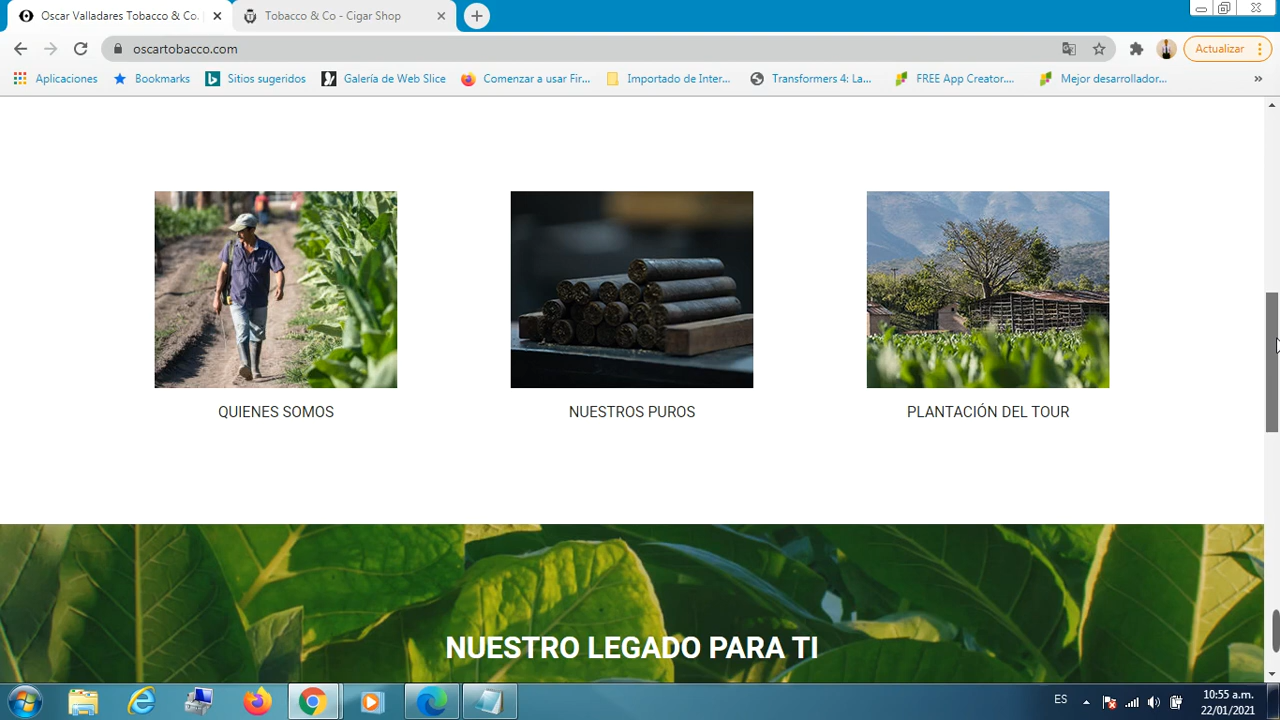 Oscar Valladares Tobacco & Co.
Tobacco & Co - Cigar Shop
oscartobacco.com
Actualizar
Aplicaciones
Bookmarks
Sitios sugeridos
Galería de Web Slice
Comenzar a usar Fir...
Importado de Inter...
Transformers 4: La...
FREE App Creator....
Mejor desarrollador...
QUIENES SOMOS
NUESTROS PUROS
PLANTACIÓN DEL TOUR
NUESTRO LEGADO PARA TI
ES
10:55 a.m.
22/01/2021